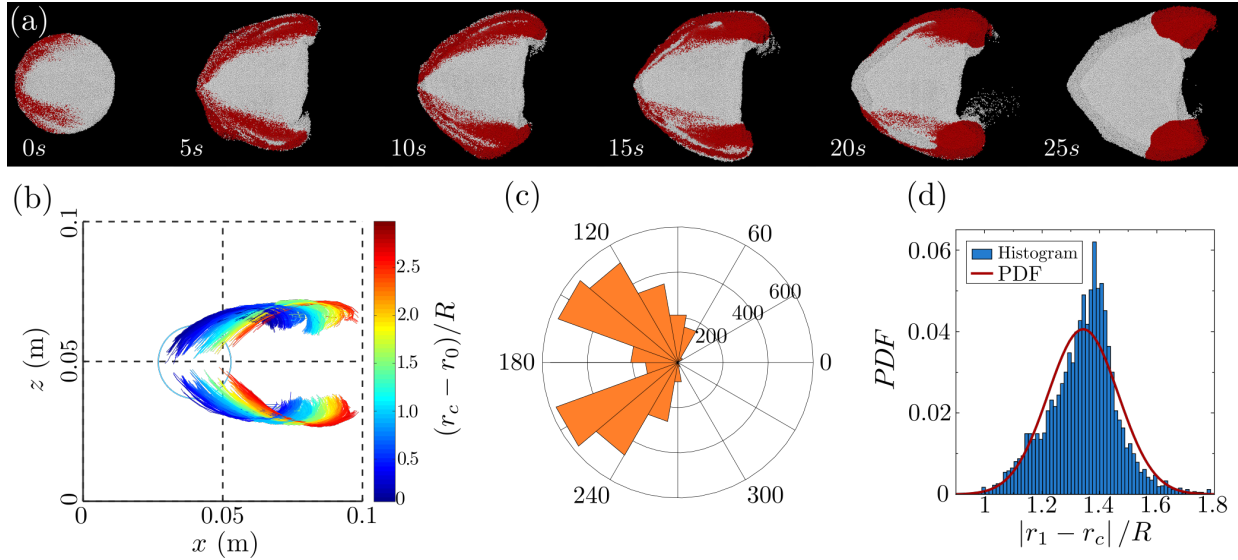 (a)
0s
5s
10s
15s
20s
25s
(b)
0.1
z (m)
0.05
0
0
0.05
0.1
x (m)
2.5
2.0
1.0
0.5
0
(r_c − r_0)/R
(c)
120
60
600
400
200
180
0
240
300
(d)
0.06
Histogram
PDF
0.04
PDF
0.02
0
1
1.2
1.4
1.6
1.8
|r_1 − r_c| /R